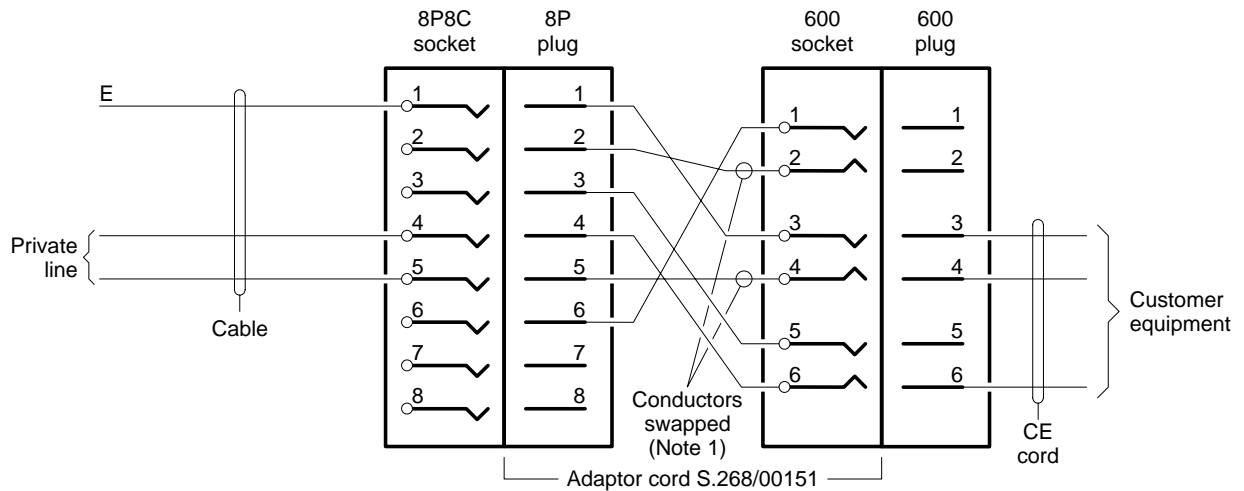 8P8C
socket
8P
plug
600
socket
600
plug
E
1
1
2
2
3
3
4
4
5
5
6
6
7
7
8
8
1
1
2
2
3
3
4
4
5
5
6
6
Private
line
Cable
Conductors
swapped
(Note 1)
Customer
equipment
CE
cord
Adaptor cord S.268/00151